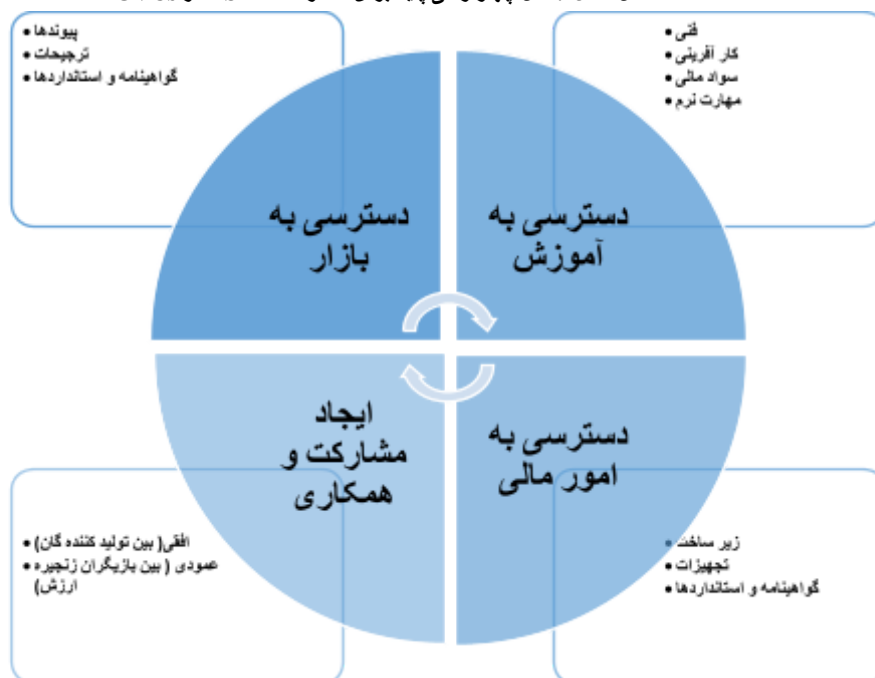 • فنی
• کار آفرینی
• سواد مالی
• مهارت نرم
• پیوندها
• ترجیحات
• گواهینامه و استانداردها
دسترسی به
آموزش
دسترسی به
بازار
دسترسی به
امور مالی
ایجاد
مشارکت و
همکاری
• زیر ساخت
• تجهیزات
• گواهینامه و استانداردها
• افقی( بین تولید کننده گان)
• عمودی ( بین بازیگران زنجیره
ارزش)